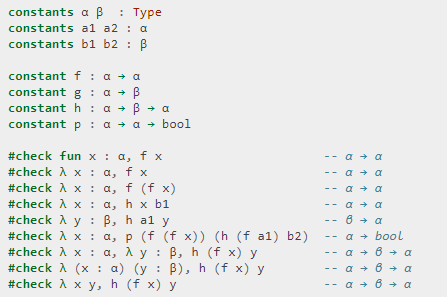 constants α β  : Type
constants a1 a2 : α
constants b1 b2 : β
constant f : α → α
constant g : α → β
constant h : α → β → α
constant p : α → α → bool
#check fun x : α, f x                    -- α → α
#check λ x : α, f x                      -- α → α
#check λ x : α, f (f x)                  -- α → α
#check λ x : α, h x b1                   -- α → α
#check λ y : β, h a1 y                   -- β → α
#check λ x : α, p (f (f x)) (h (f a1) b2)  -- α → bool
#check λ x : α, λ y : β, h (f x) y       -- α → β → α
#check λ (x : α) (y : β), h (f x) y      -- α → β → α
#check λ x y, h (f x) y                  -- α → β → α